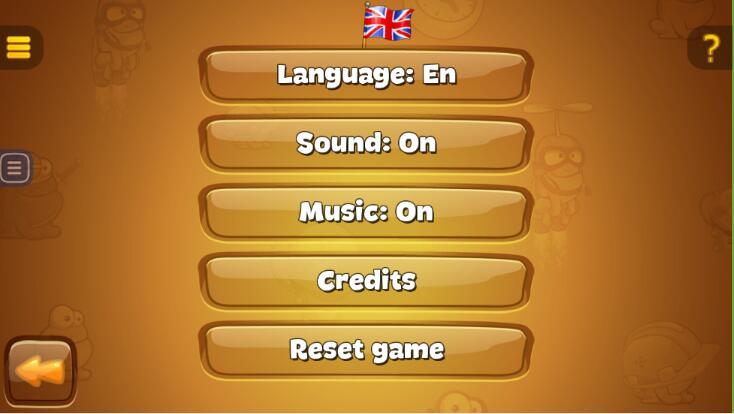 ?
Language: En
Sound: On
Music: On
Credits
Reset game